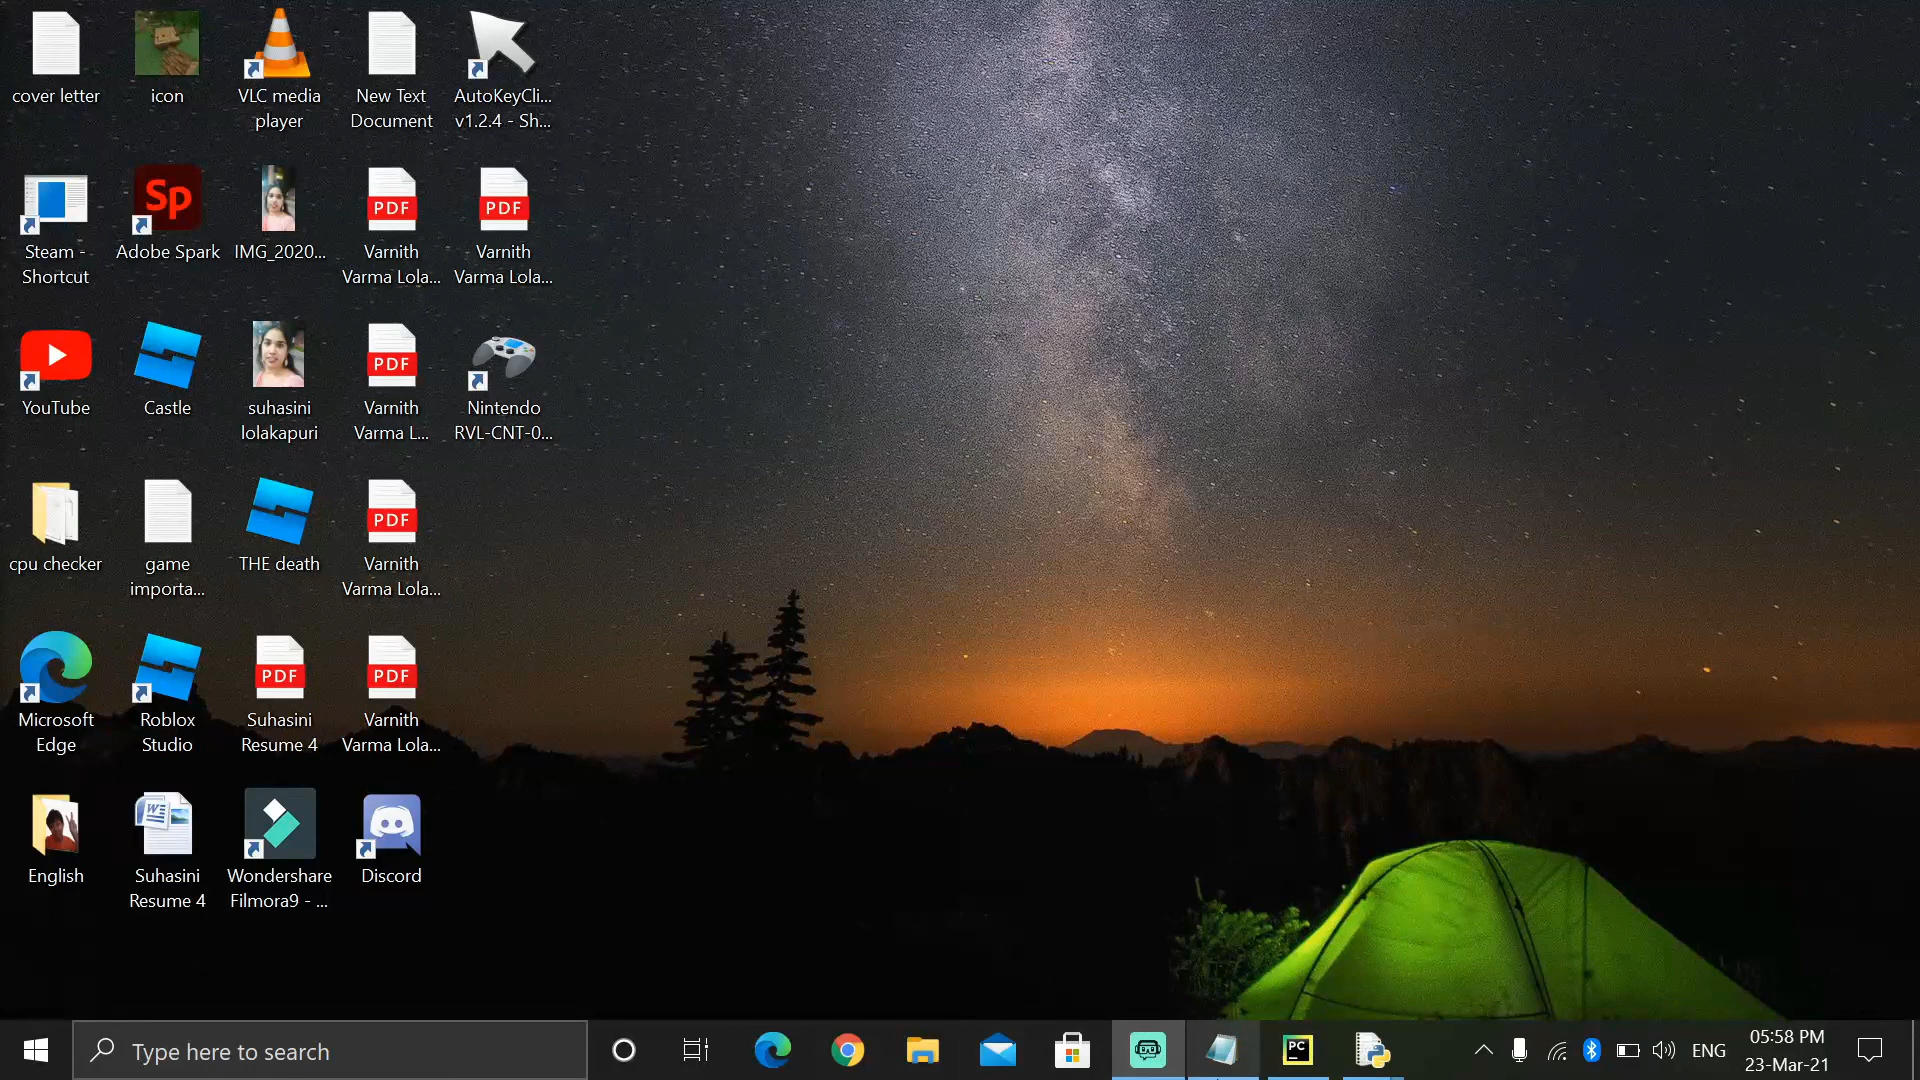 cover letter
icon
VLC media
player
New Text
Document
AutoKeyCli...
v1.2.4 - Sh...
Steam -
Shortcut
Sp
Adobe Spark
IMG_2020...
PDF
Varnith
Varma Lola...
PDF
Varnith
Varma Lola...
YouTube
Castle
suhasini
lolakapuri
PDF
Varnith
Varma L...
Nintendo
RVL-CNT-0...
cpu checker
game
importa...
THE death
PDF
Varnith
Varma Lola...
Microsoft
Edge
Roblox
Studio
PDF
Suhasini
Resume 4
PDF
Varnith
Varma Lola...
English
W
Suhasini
Resume 4
Wondershare
Filmora9 - ...
Discord
Type here to search
PC
ENG
05:58 PM
23-Mar-21